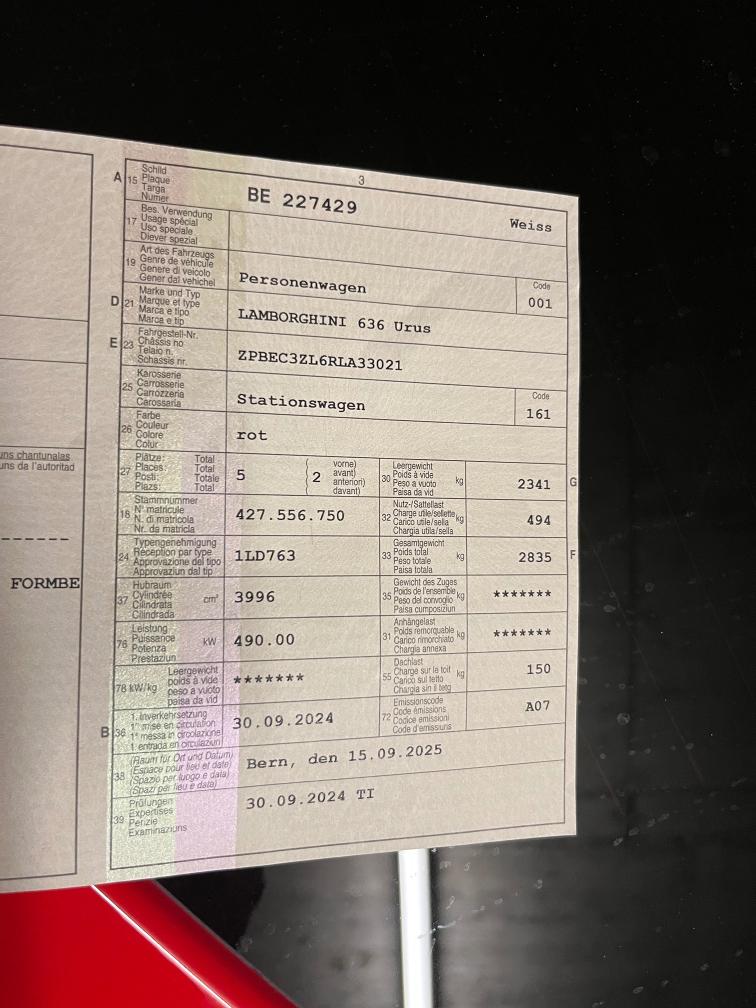 3
A 15 Schild
Plaque
Targa
Numer
BE 227429
Weiss
17 Bes. Verwendung
Usage spécial
Uso speciale
Diever spezial
19 Art des Fahrzeugs
Genre de véhicule
Genere di veicolo
Gener dal vehichel
Personenwagen
Code
001
D 21 Marke und Typ
Marque et type
Marca e tipo
Marca e tip
LAMBORGHINI 636 Urus
E 23 Fahrgestell-Nr.
Châssis no
Telaio n.
Schassis nr.
ZPBEC3ZL6RLA33021
25 Karosserie
Carrosserie
Carrozzeria
Carossaria
Stationswagen
Code
161
26 Farbe
Couleur
Colore
Colur
rot
27 Plätze: Total
Places: Total
Posti: Totale
Plazs: Total
5
( 2 vorne)
avant)
anteriori)
davant)
30 Leergewicht
Poids à vide
Peso a vuoto
Paisa da vid
kg
2341
G
18 Stammnummer
N° matricule
N. di matricola
Nr. da matricla
427.556.750
32 Nutz-/Sattellast
Charge utile/sellette
Carico utile/sella
Chargia utila/sella
kg
494
24 Typengenehmigung
Réception par type
Approvazione del tipo
Approvaziun dal tip
1LD763
33 Gesamtgewicht
Poids total
Peso totale
Paisa totala
kg
2835
F
37 Hubraum
Cylindrée
Cilindrata
Cilindrada
cm³
3996
35 Gewicht des Zuges
Poids de l'ensemble
Peso del convoglio
Paisa cumposiziun
kg
*******
76 Leistung
Puissance
Potenza
Prestaziun
kW
490.00
31 Anhängelast
Poids remorquable
Carico rimorchiato
Chargia annexa
kg
*******
78 kW/kg Leergewicht
poids à vide
peso a vuoto
paisa da vid
*******
55 Dachlast
Charge sur le toit
Carico sul tetto
Chargia sin il tetg
kg
150
B 36 1. Inverkehrsetzung
1re mise en circulation
1a messa in circolazione
1. entrada en circulaziun
30.09.2024
72 Emissionscode
Code émissions
Codice emissioni
Code d'emissiuns
A07
38 (Raum für Ort und Datum)
(Espace pour lieu et date)
(Spazio per luogo e data)
(Spazi per lieu e data)
Bern, den 15.09.2025
39 Prüfungen
Expertises
Perizie
Examinaziuns
30.09.2024 TI
uns chantunalas
uns da l'autoritad
-------
FORMBE